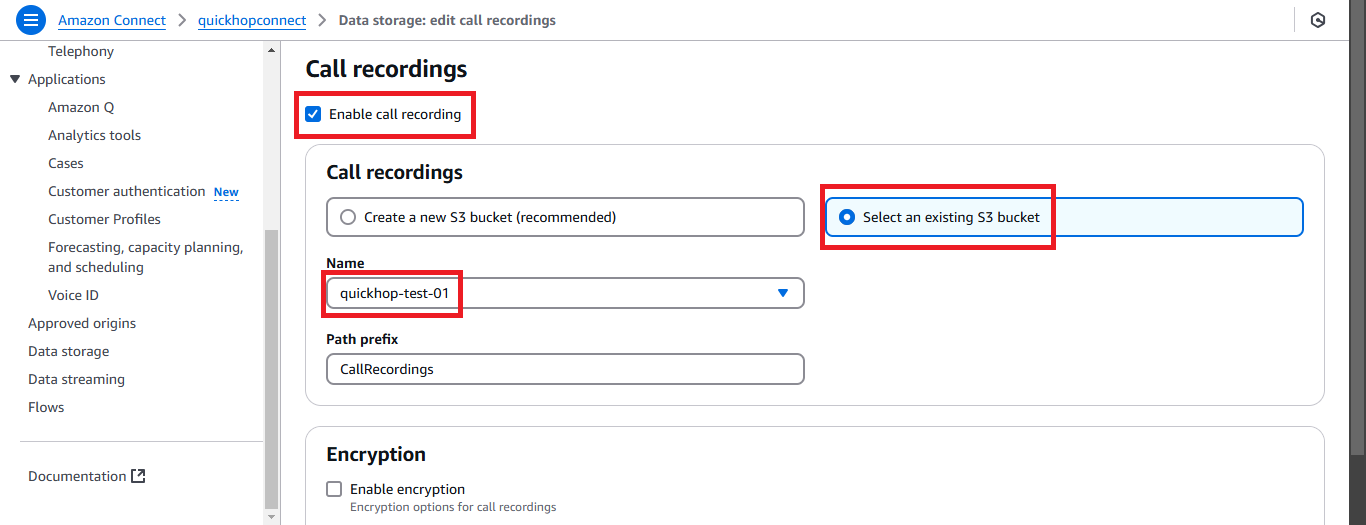 Amazon Connect > quickhopconnect > Data storage: edit call recordings
Telephony
Applications
Amazon Q
Analytics tools
Cases
Customer authentication New
Customer Profiles
Forecasting, capacity planning,
and scheduling
Voice ID
Approved origins
Data storage
Data streaming
Flows
Documentation
Call recordings
Enable call recording
Call recordings
Create a new S3 bucket (recommended)
Select an existing S3 bucket
Name
quickhop-test-01
Path prefix
CallRecordings
Encryption
Enable encryption
Encryption options for call recordings